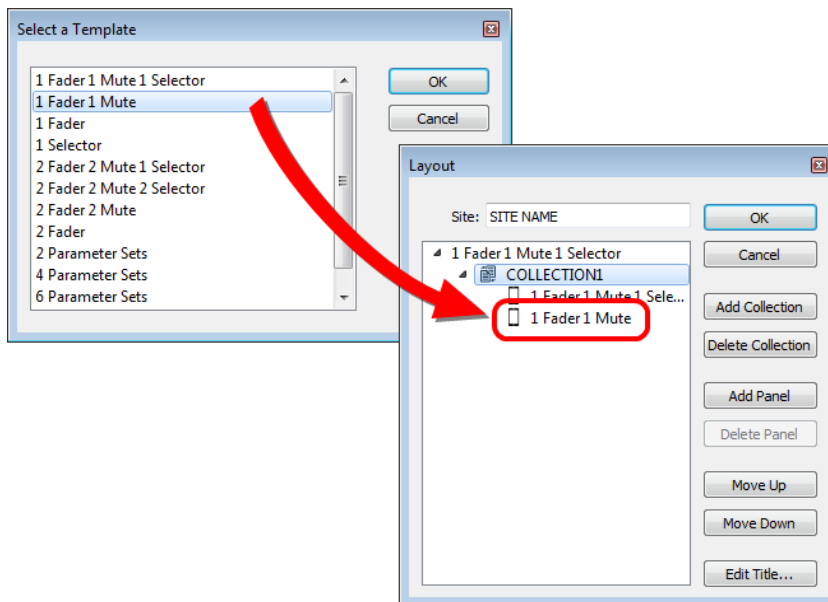 Select a Template
1 Fader 1 Mute 1 Selector
1 Fader 1 Mute
1 Fader
1 Selector
2 Fader 2 Mute 1 Selector
2 Fader 2 Mute 2 Selector
2 Fader 2 Mute
2 Fader
2 Parameter Sets
4 Parameter Sets
6 Parameter Sets
OK
Cancel
Layout
Site: SITE NAME
1 Fader 1 Mute 1 Selector
COLLECTION1
1 Fader 1 Mute 1 Sele...
1 Fader 1 Mute
OK
Cancel
Add Collection
Delete Collection
Add Panel
Delete Panel
Move Up
Move Down
Edit Title...